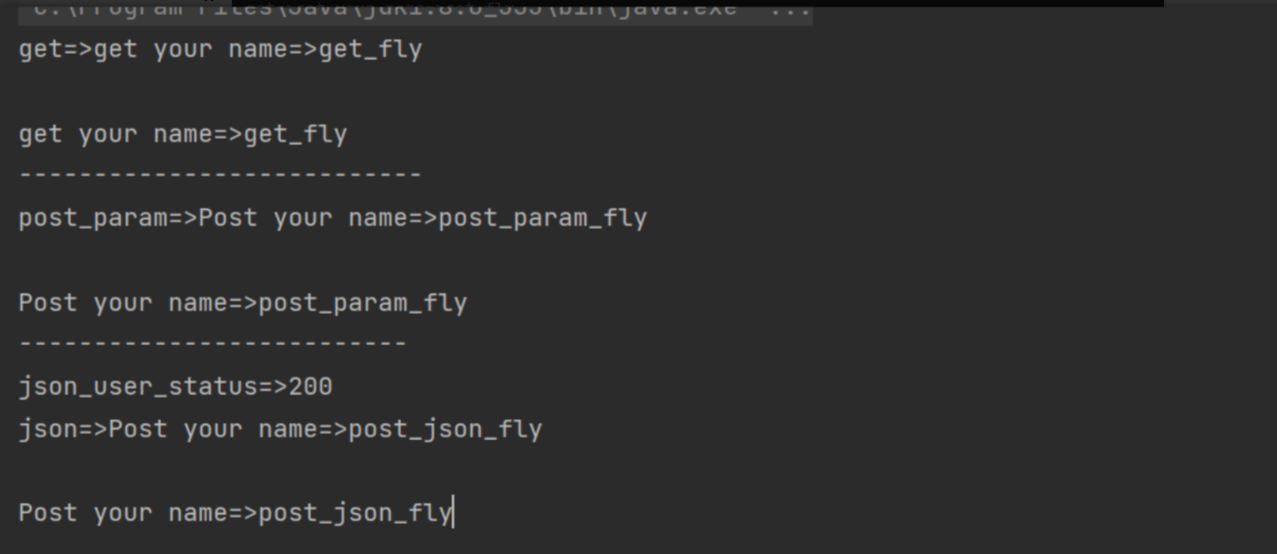 get=>get your name=>get_fly
get your name=>get_fly
---------------------------
post_param=>Post your name=>post_param_fly
Post your name=>post_param_fly
--------------------------
json_user_status=>200
json=>Post your name=>post_json_fly
Post your name=>post_json_fly